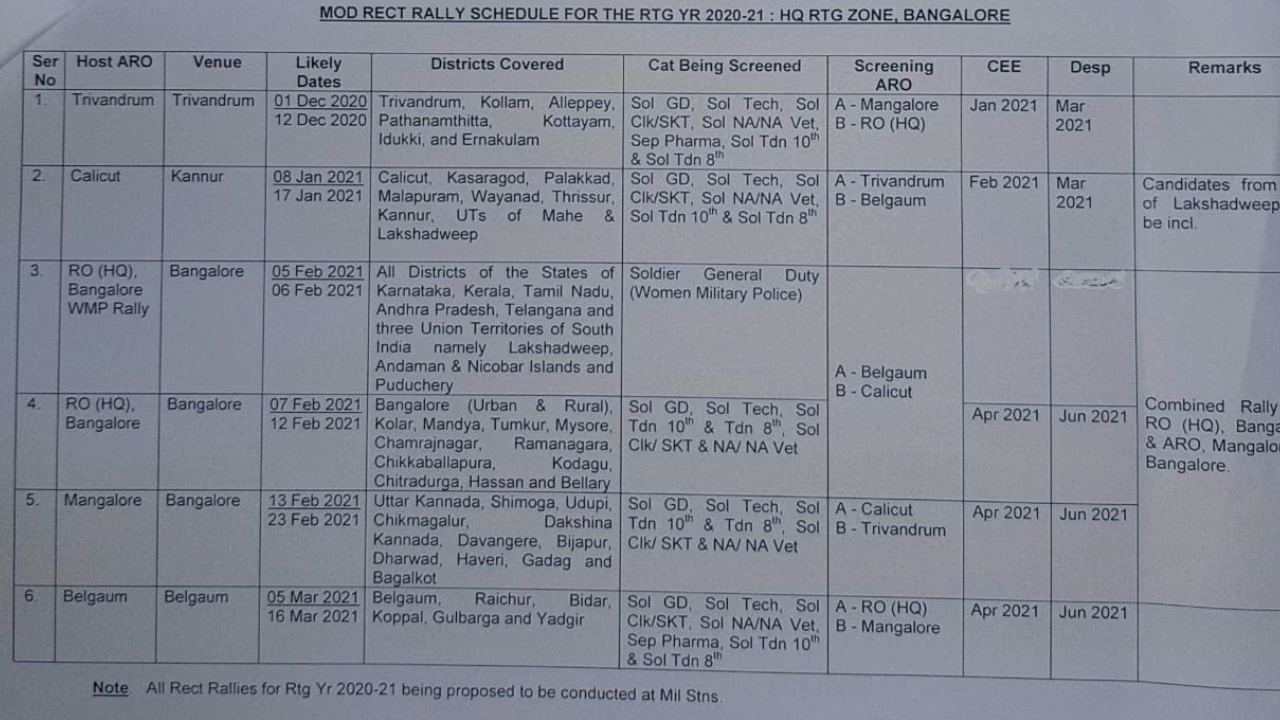 MOD RECT RALLY SCHEDULE FOR THE RTG YR 2020-21 : HQ RTG ZONE, BANGALORE
Ser No | Host ARO | Venue | Likely Dates | Districts Covered | Cat Being Screened | Screening ARO | CEE | Desp | Remarks
1.
Trivandrum
Trivandrum
01 Dec 2020
12 Dec 2020
Trivandrum, Kollam, Alleppey,
Pathanamthitta, Kottayam,
Idukki, and Ernakulam
Sol GD, Sol Tech, Sol
Clk/SKT, Sol NA/NA Vet,
Sep Pharma, Sol Tdn 10th
& Sol Tdn 8th
A - Mangalore
B - RO (HQ)
Jan 2021
Mar
2021
2.
Calicut
Kannur
08 Jan 2021
17 Jan 2021
Calicut, Kasaragod, Palakkad,
Malapuram, Wayanad, Thrissur,
Kannur, UTs of Mahe &
Lakshadweep
Sol GD, Sol Tech, Sol
Clk/SKT, Sol NA/NA Vet,
Sol Tdn 10th & Sol Tdn 8th
A - Trivandrum
B - Belgaum
Feb 2021
Mar
2021
Candidates from
of Lakshadweep
be incl.
3.
RO (HQ),
Bangalore
WMP Rally
Bangalore
05 Feb 2021
06 Feb 2021
All Districts of the States of
Karnataka, Kerala, Tamil Nadu,
Andhra Pradesh, Telangana and
three Union Territories of South
India namely Lakshadweep,
Andaman & Nicobar Islands and
Puduchery
Soldier General Duty
(Women Military Police)
A - Belgaum
B - Calicut
4.
RO (HQ),
Bangalore
Bangalore
07 Feb 2021
12 Feb 2021
Bangalore (Urban & Rural),
Kolar, Mandya, Tumkur, Mysore,
Chamrajnagar, Ramanagara,
Chikkaballapura, Kodagu,
Chitradurga, Hassan and Bellary
Sol GD, Sol Tech, Sol
Tdn 10th & Tdn 8th, Sol
Clk/ SKT & NA/ NA Vet
Apr 2021
Jun 2021
Combined Rally
RO (HQ), Banga
& ARO, Mangalo
Bangalore.
5.
Mangalore
Bangalore
13 Feb 2021
23 Feb 2021
Uttar Kannada, Shimoga, Udupi,
Chikmagalur, Dakshina
Kannada, Davangere, Bijapur,
Dharwad, Haveri, Gadag and
Bagalkot
Sol GD, Sol Tech, Sol
Tdn 10th & Tdn 8th, Sol
Clk/ SKT & NA/ NA Vet
A - Calicut
B - Trivandrum
Apr 2021
Jun 2021
6.
Belgaum
Belgaum
05 Mar 2021
16 Mar 2021
Belgaum, Raichur, Bidar,
Koppal, Gulbarga and Yadgir
Sol GD, Sol Tech, Sol
Clk/SKT, Sol NA/NA Vet,
Sep Pharma, Sol Tdn 10th
& Sol Tdn 8th
A - RO (HQ)
B - Mangalore
Apr 2021
Jun 2021
Note. All Rect Rallies for Rtg Yr 2020-21 being proposed to be conducted at Mil Stns.